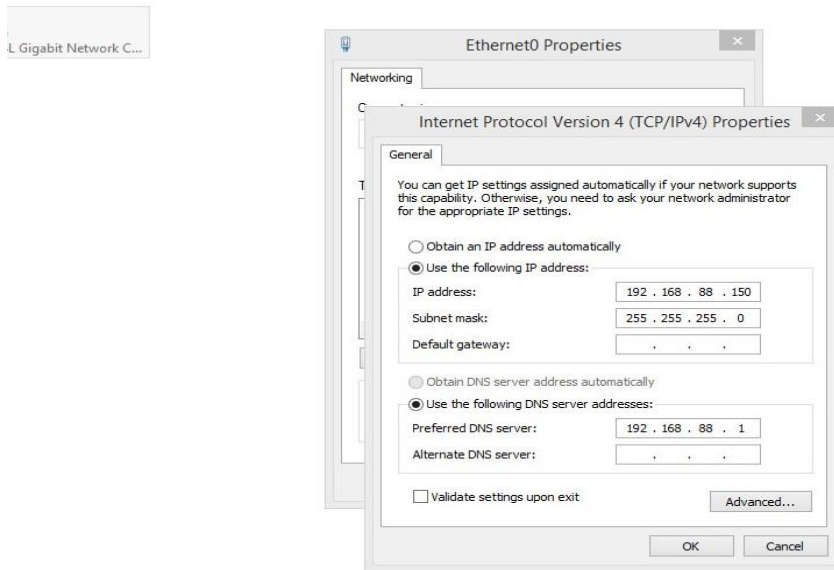 L Gigabit Network C...
Ethernet0 Properties
Networking
Internet Protocol Version 4 (TCP/IPv4) Properties
General
You can get IP settings assigned automatically if your network supports
this capability. Otherwise, you need to ask your network administrator
for the appropriate IP settings.
Obtain an IP address automatically
Use the following IP address:
IP address: 192 . 168 . 88 . 150
Subnet mask: 255 . 255 . 255 . 0
Default gateway: . . .
Obtain DNS server address automatically
Use the following DNS server addresses:
Preferred DNS server: 192 . 168 . 88 . 1
Alternate DNS server: . . .
Validate settings upon exit
Advanced...
OK Cancel